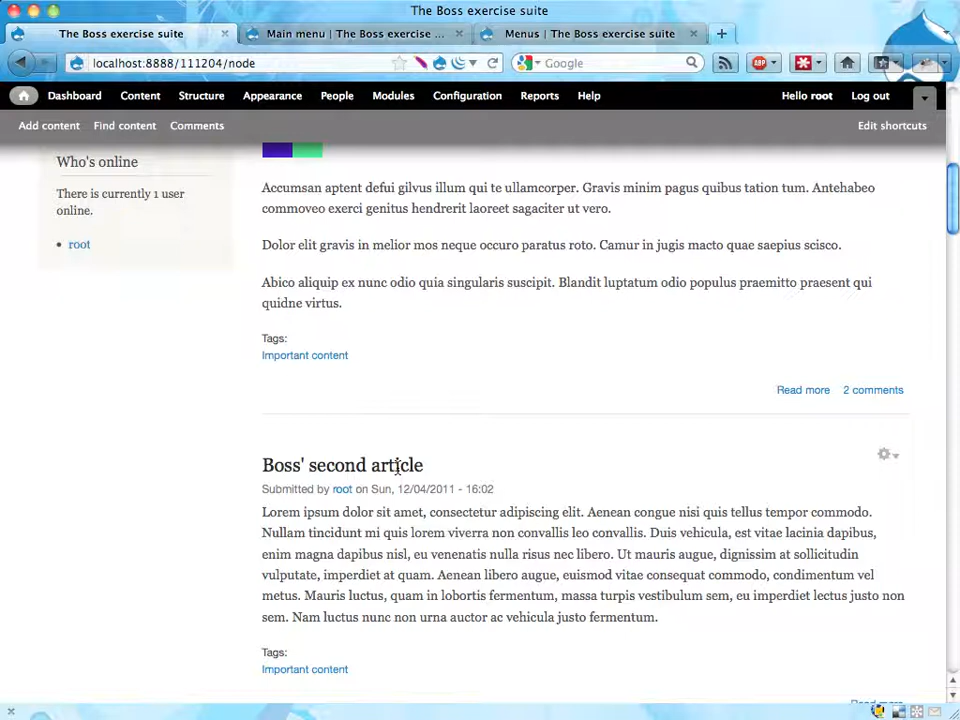 The Boss exercise suite
The Boss exercise suite
Main menu | The Boss exercise ...
Menus | The Boss exercise suite
localhost:8888/111204/node
Google
ABP
Dashboard Content Structure Appearance People Modules Configuration Reports Help Hello root Log out
Add content Find content Comments Edit shortcuts
Who's online
There is currently 1 user
online.
root
Accumsan aptent defui gilvus illum qui te ullamcorper. Gravis minim pagus quibus tation tum. Antehabeo
commoveo exerci genitus hendrerit laoreet sagaciter ut vero.
Dolor elit gravis in melior mos neque occuro paratus roto. Camur in jugis macto quae saepius scisco.
Abico aliquip ex nunc odio quia singularis suscipit. Blandit luptatum odio populus praemitto praesent qui
quidne virtus.
Tags:
Important content
Read more 2 comments
Boss' second article
Submitted by root on Sun, 12/04/2011 - 16:02
Lorem ipsum dolor sit amet, consectetur adipiscing elit. Aenean congue nisi quis tellus tempor commodo.
Nullam tincidunt mi quis lorem viverra non convallis leo convallis. Duis vehicula, est vitae lacinia dapibus,
enim magna dapibus nisl, eu venenatis nulla risus nec libero. Ut mauris augue, dignissim at sollicitudin
vulputate, imperdiet at quam. Aenean libero augue, euismod vitae consequat commodo, condimentum vel
metus. Mauris luctus, quam in lobortis fermentum, massa turpis vestibulum sem, eu imperdiet lectus justo non
sem. Nam luctus nunc non urna auctor ac vehicula justo fermentum.
Tags:
Important content